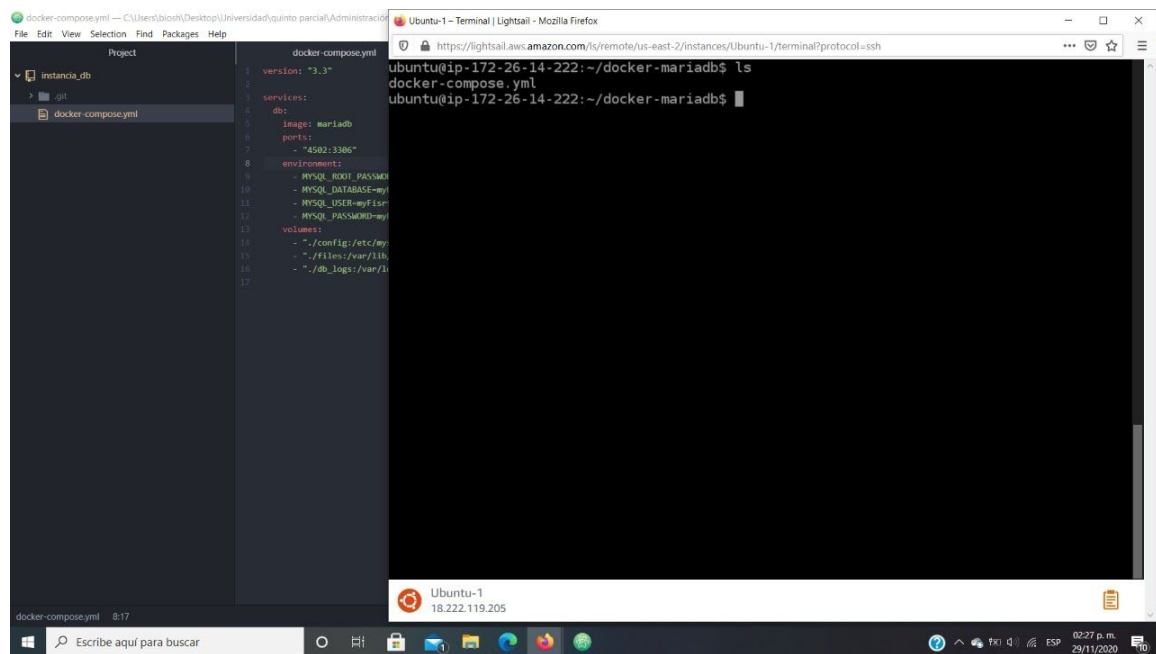 docker-compose.yml — C:\Users\biosh\Desktop\Universidad\quinto parcial\Administració
File Edit View Selection Find Packages Help
Project
instancia_db
.git
docker-compose.yml
docker-compose.yml
1 version: "3.3"
2
3 services:
4 db:
5 image: mariadb
6 ports:
7 - "4502:3306"
8 environment:
9 - MYSQL_ROOT_PASSWO
10 - MYSQL_DATABASE=my
11 - MYSQL_USER=myFisr
12 - MYSQL_PASSWORD=my
13 volumes:
14 - "./config:/etc/my
15 - "./files:/var/lib
16 - "./db_logs:/var/l
17
docker-compose.yml 8:17
Ubuntu-1 – Terminal | Lightsail - Mozilla Firefox
https://lightsail.aws.amazon.com/ls/remote/us-east-2/instances/Ubuntu-1/terminal?protocol=ssh
ubuntu@ip-172-26-14-222:~/docker-mariadb$ ls
docker-compose.yml
ubuntu@ip-172-26-14-222:~/docker-mariadb$
Ubuntu-1
18.222.119.205
Escribe aquí para buscar
1
ESP
02:27 p. m.
29/11/2020
10